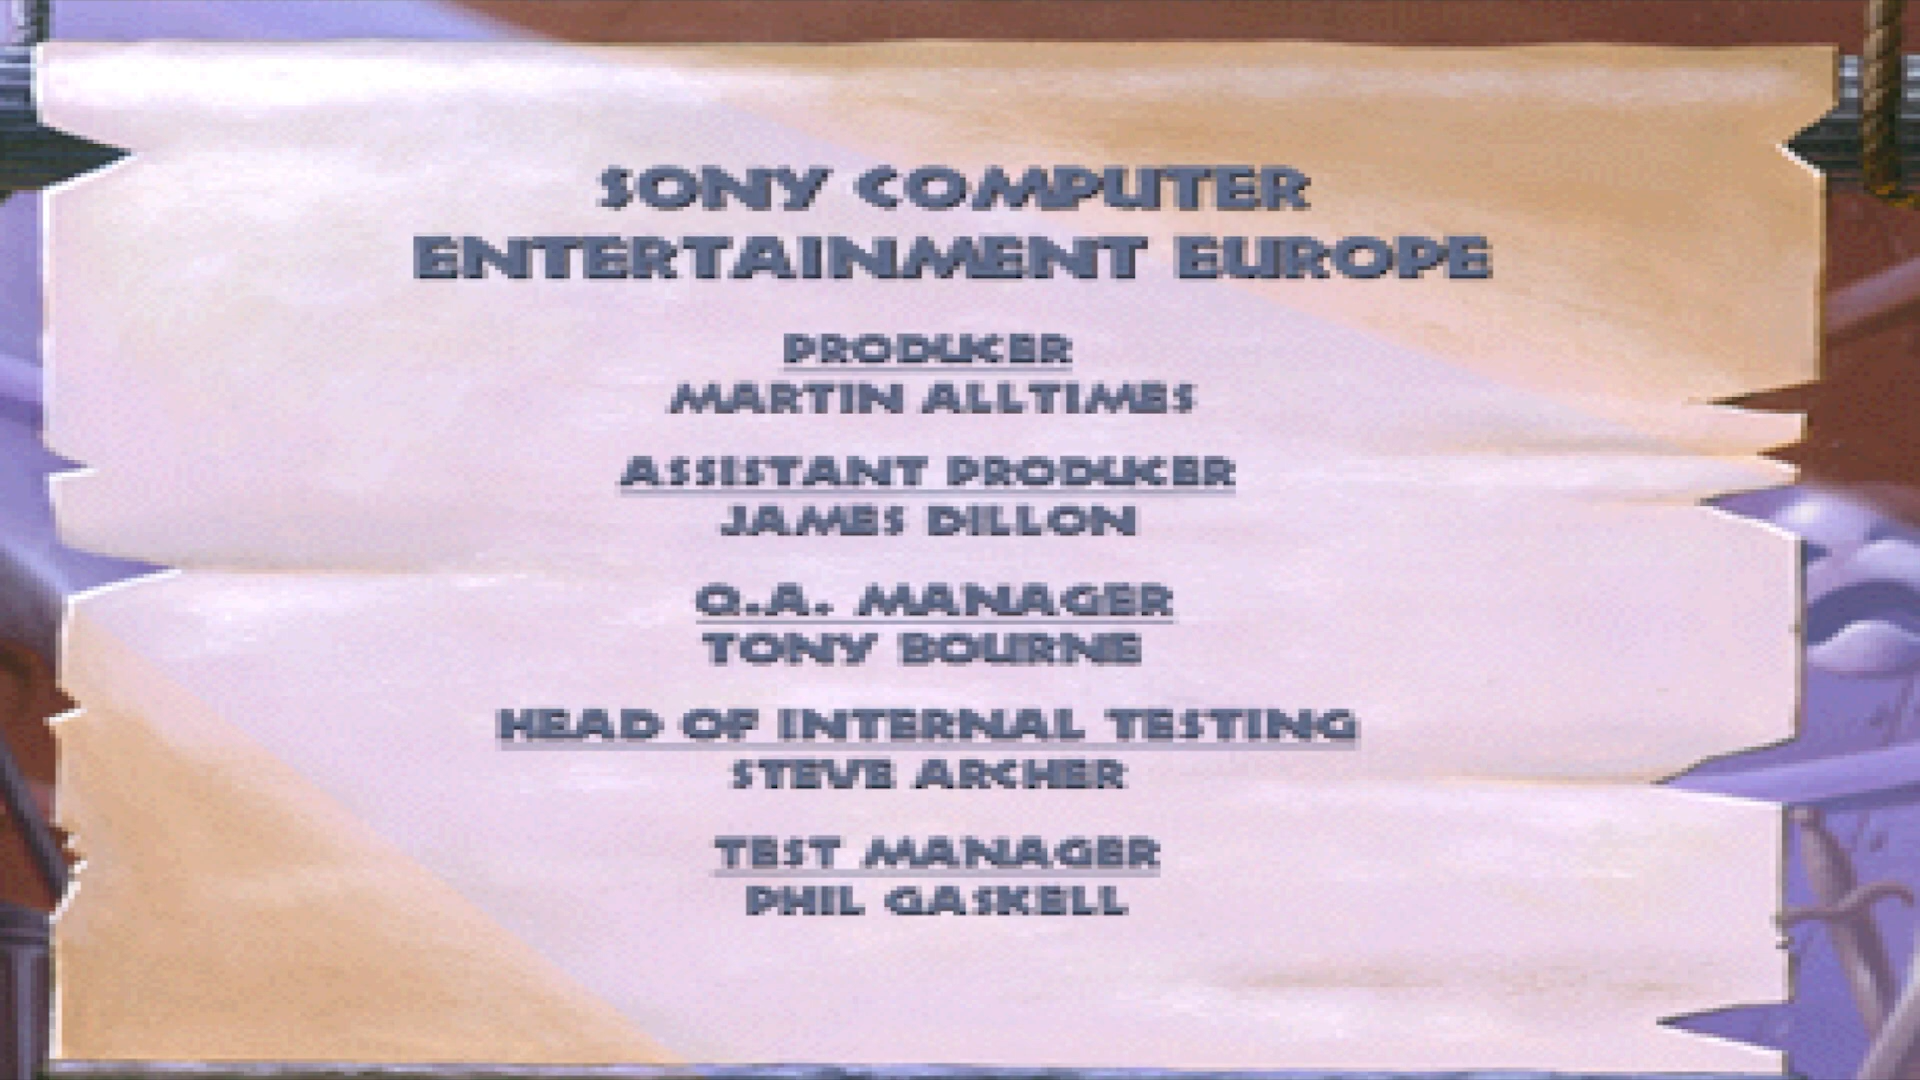 SONY COMPUTER
ENTERTAINMENT EUROPE
PRODUCER
MARTIN ALLTIMES
ASSISTANT PRODUCER
JAMES DILLON
Q.A. MANAGER
TONY BOURNE
HEAD OF INTERNAL TESTING
STEVE ARCHER
TEST MANAGER
PHIL GASKELL